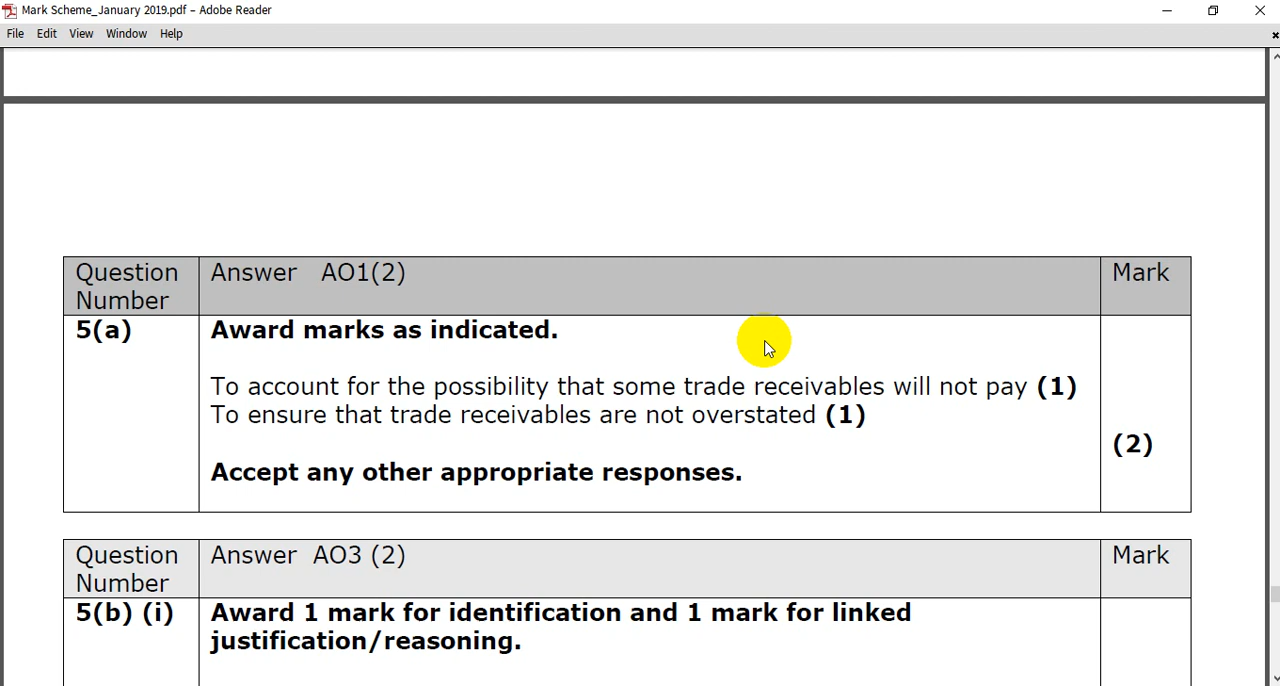 Mark Scheme_January 2019.pdf - Adobe Reader
File Edit View Window Help
Question Number Answer AO1(2) Mark
5(a) Award marks as indicated.
To account for the possibility that some trade receivables will not pay (1)
To ensure that trade receivables are not overstated (1)
(2)
Accept any other appropriate responses.
Question Number Answer AO3 (2) Mark
5(b) (i) Award 1 mark for identification and 1 mark for linked
justification/reasoning.